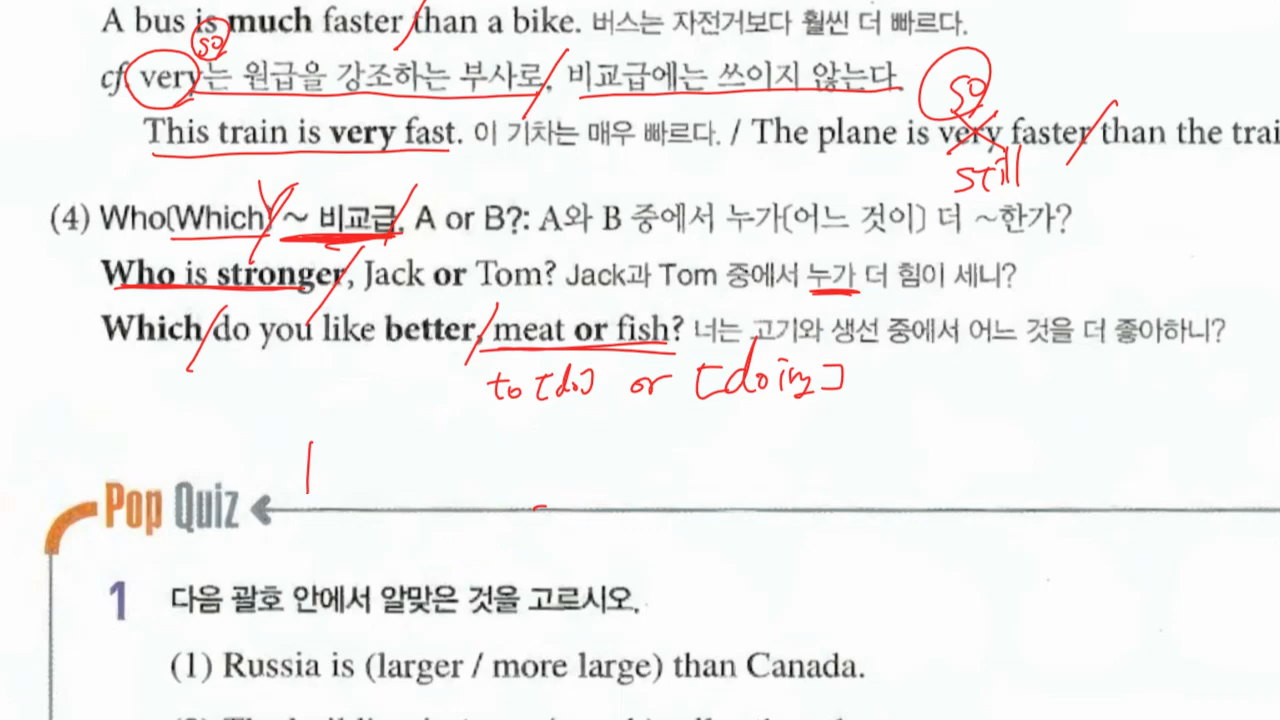 A bus is much faster than a bike. 버스는 자전거보다 훨씬 더 빠르다.
so
cf. very는 원급을 강조하는 부사로, 비교급에는 쓰이지 않는다.
so
This train is very fast. 이 기차는 매우 빠르다. / The plane is very faster than the trai
still
(4) Who(Which) ~ 비교급, A or B?: A와 B 중에서 누가(어느 것이) 더 ~한가?
Who is stronger, Jack or Tom? Jack과 Tom 중에서 누가 더 힘이 세니?
Which do you like better, meat or fish? 너는 고기와 생선 중에서 어느 것을 더 좋아하니?
to [do] or [doing]
Pop Quiz
1 다음 괄호 안에서 알맞은 것을 고르시오.
(1) Russia is (larger / more large) than Canada.